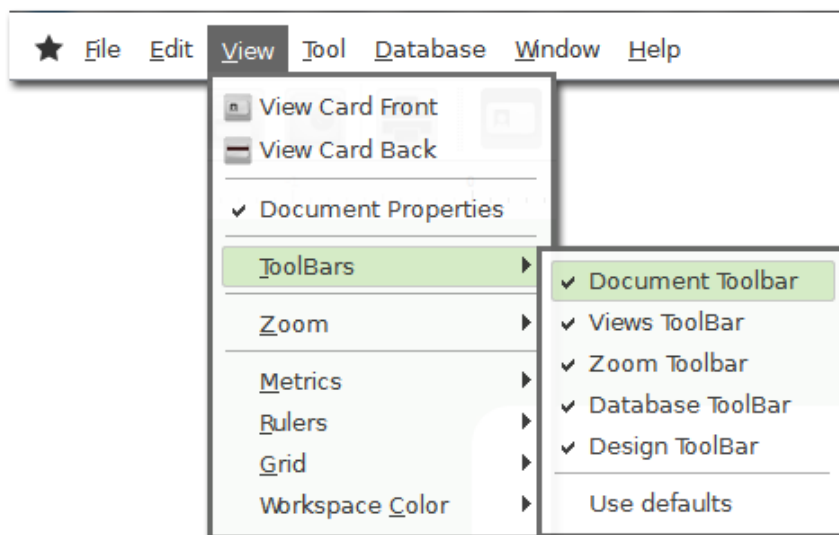 File Edit View Tool Database Window Help
View Card Front
View Card Back
Document Properties
ToolBars
Zoom
Metrics
Rulers
Grid
Workspace Color
Document Toolbar
Views ToolBar
Zoom Toolbar
Database ToolBar
Design ToolBar
Use defaults